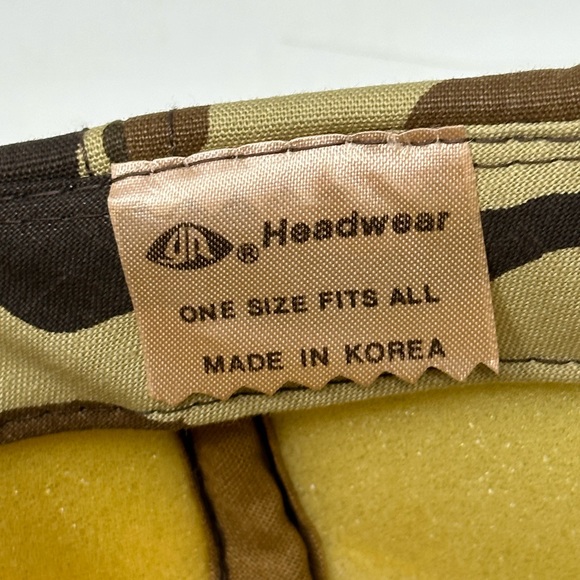 ® Headwear
ONE SIZE FITS ALL
MADE IN KOREA